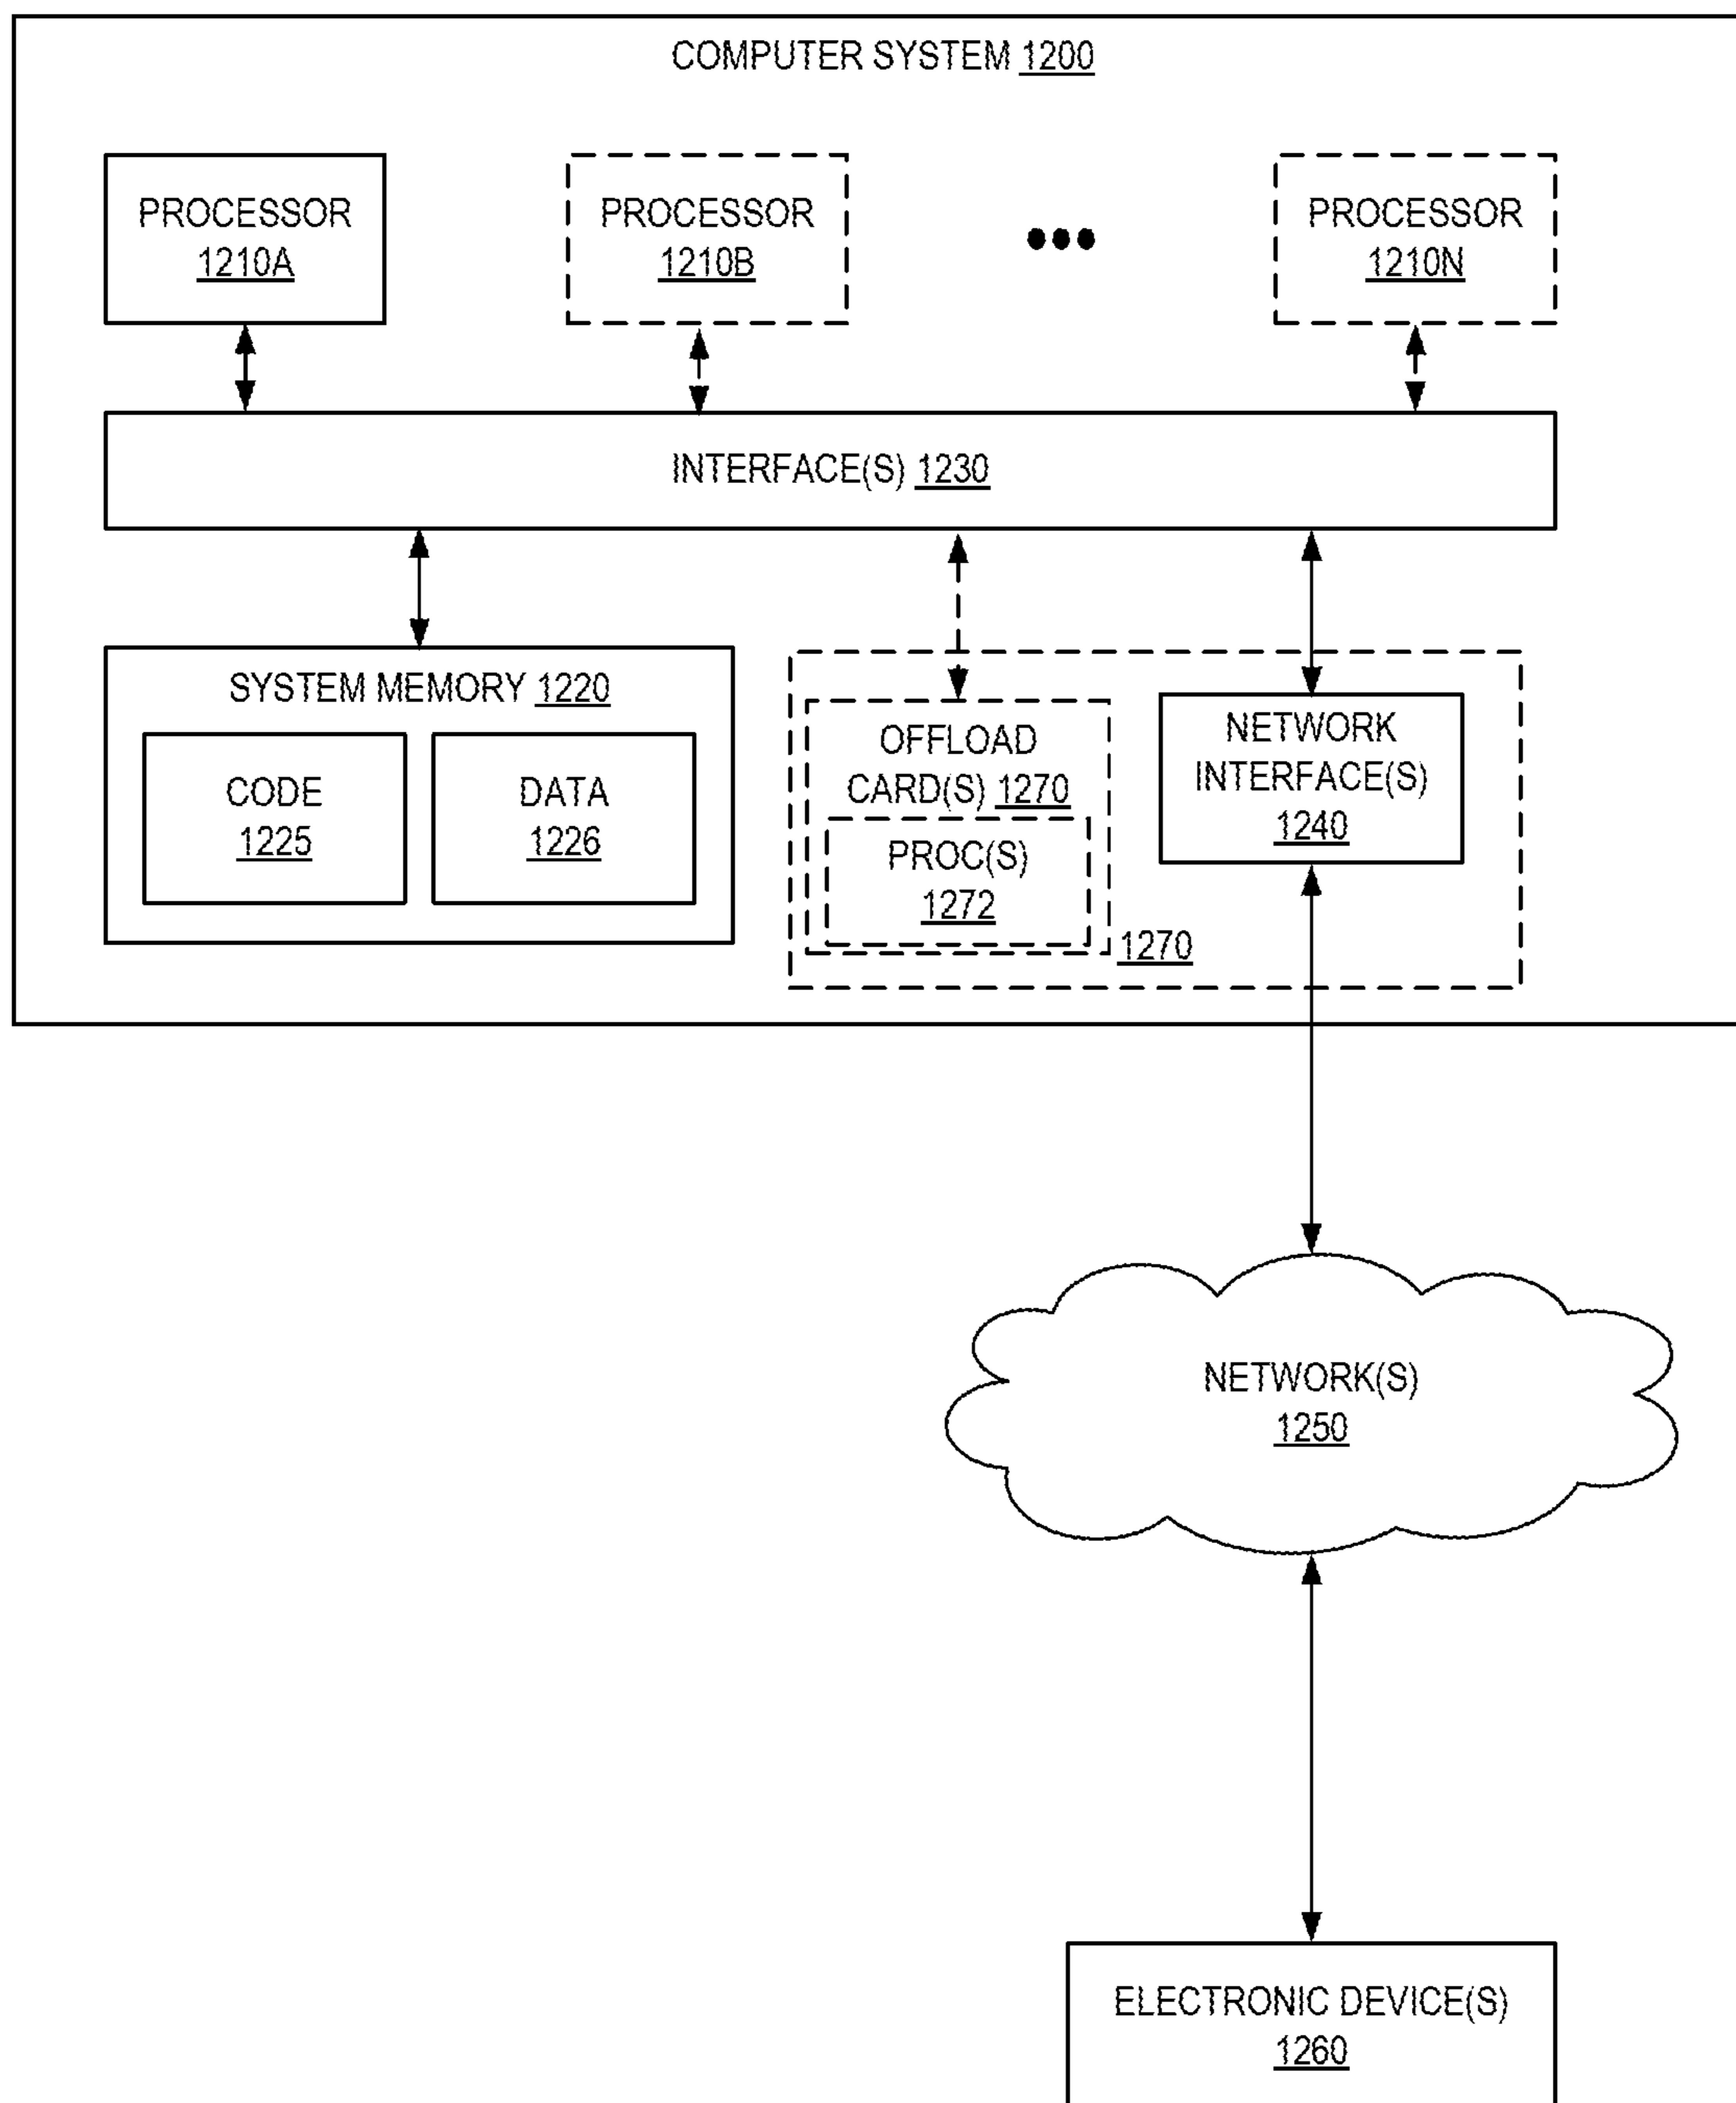 COMPUTER SYSTEM 1200
PROCESSOR
1210A
PROCESSOR
1210B
PROCESSOR
1210N
INTERFACE(S) 1230
SYSTEM MEMORY 1220
CODE
1225
DATA
1226
OFFLOAD
CARD(S) 1270
PROC(S)
1272
1270
NETWORK
INTERFACE(S)
1240
NETWORK(S)
1250
ELECTRONIC DEVICE(S)
1260